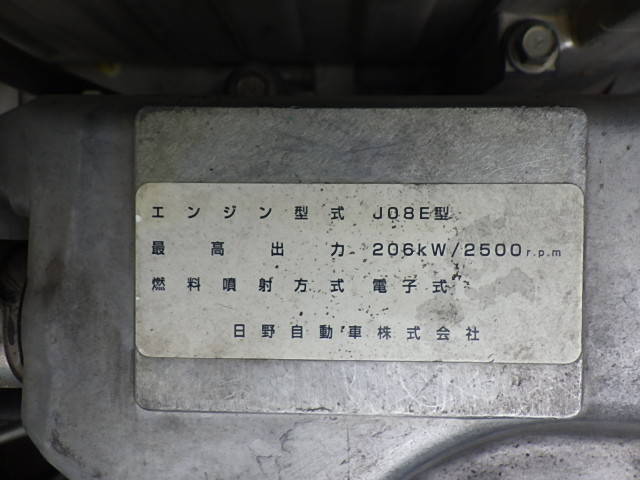 エンジン型式 J08E型
最高出力 206kW/2500r.p.m
燃料噴射方式 電子式
日野自動車株式会社